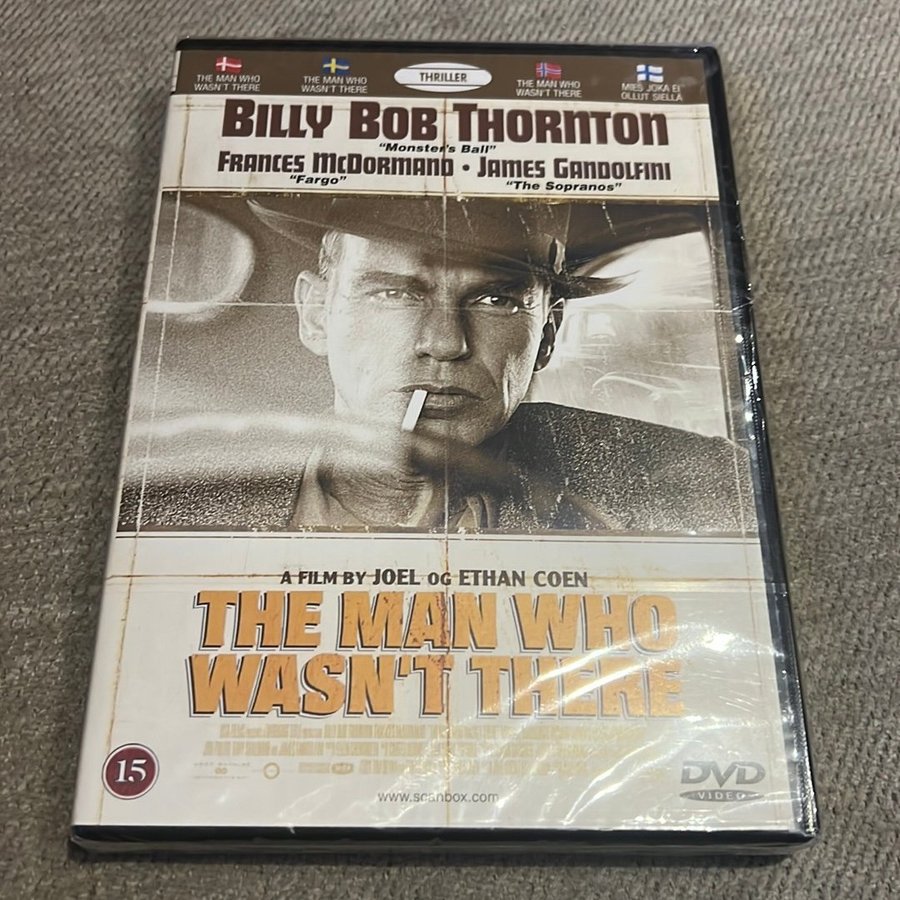 THE MAN WHO
WASN'T THERE
THE MAN WHO
WASN'T THERE
THRILLER
THE MAN WHO
WASN'T THERE
MIES JOKA EI
OLLUT SIELLÄ
BILLY BOB THORNTON
"Monster's Ball"
FRANCES McDORMAND • JAMES GANDOLFINI
"Fargo"
"The Sopranos"
A FILM BY JOEL OG ETHAN COEN
THE MAN WHO
WASN'T THERE
15
DVD
VIDEO
www.scanbox.com